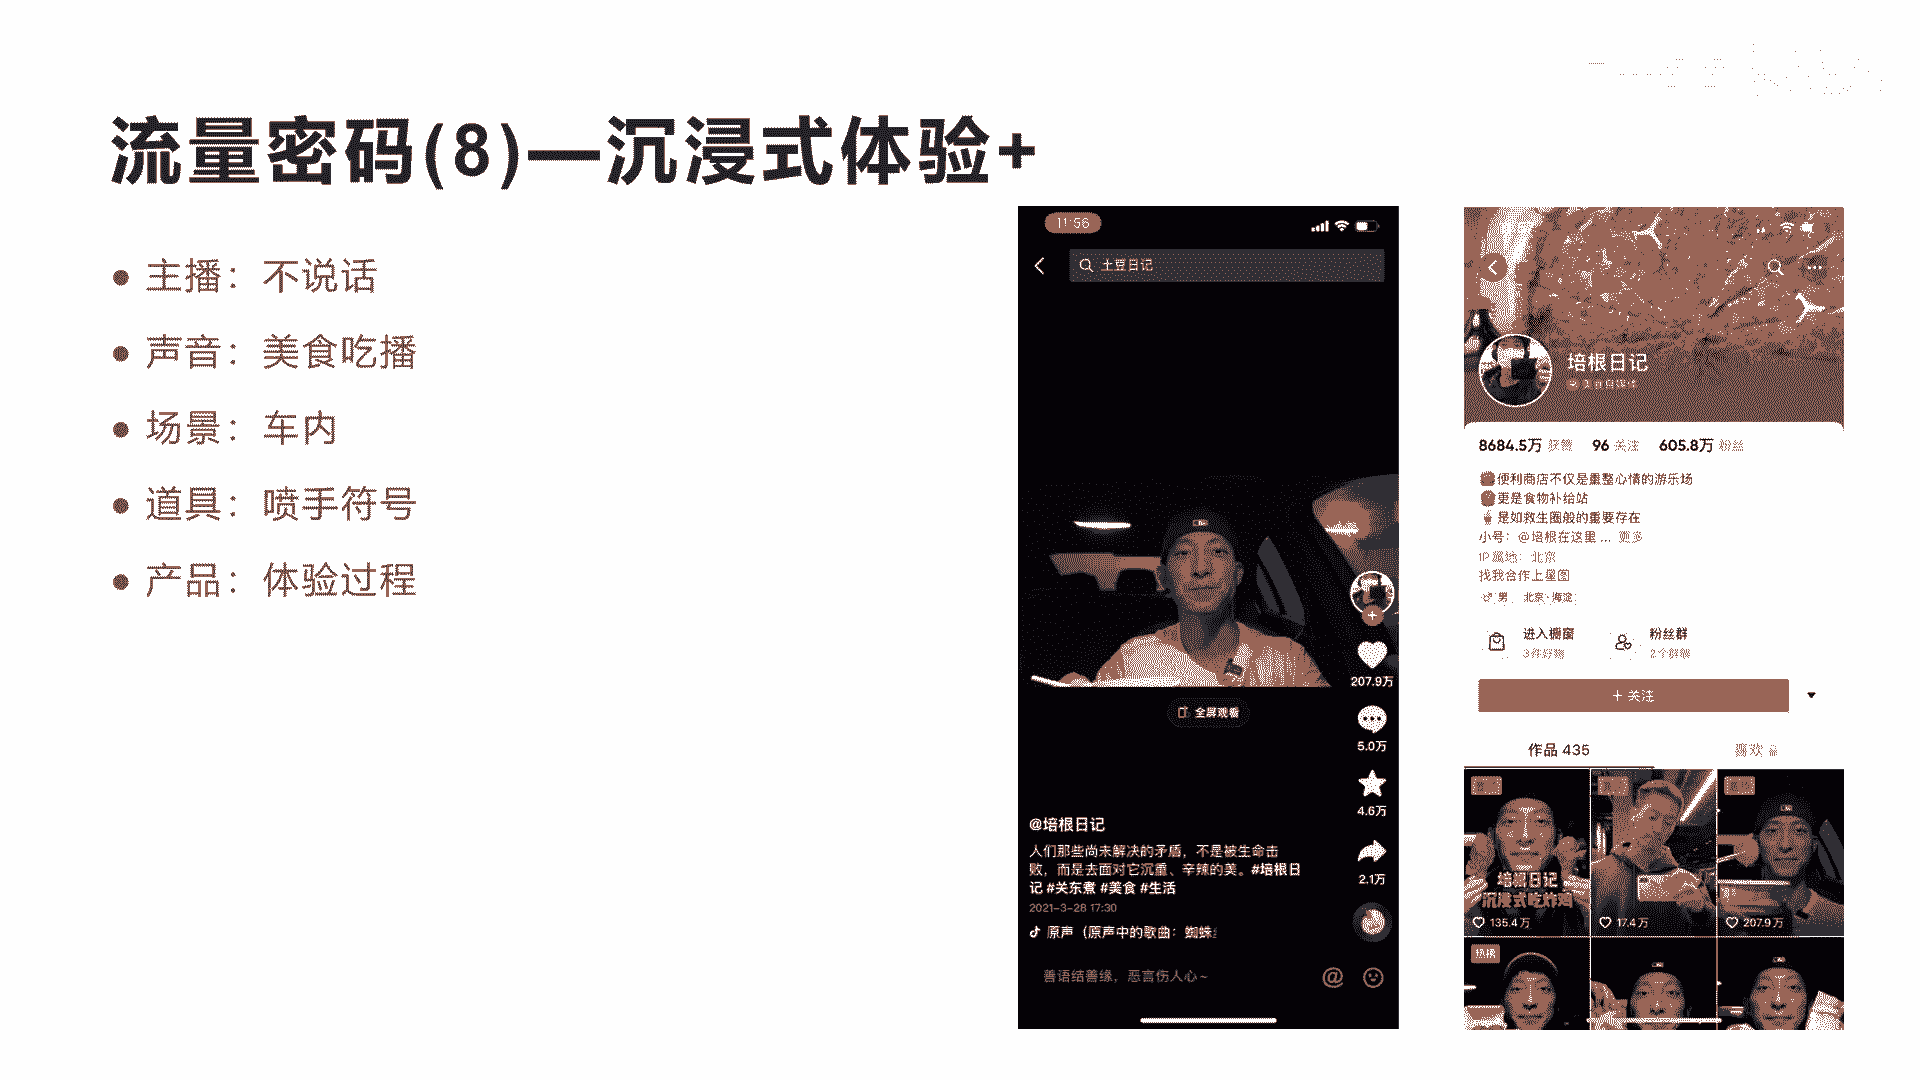 流量密码(8)—沉浸式体验+
● 主播：不说话
● 声音：美食吃播
● 场景：车内
● 道具：喷手符号
● 产品：体验过程
11:56
土豆日记
207.9万
全屏观看
5.0万
4.6万
@培根日记
人们那些尚未解决的矛盾，不是被生命击
败，而是去面对它沉重、辛辣的美。#培根日
记 #关东煮 #美食 #生活
2.1万
2021-3-28 17:30
原声（原声中的歌曲：蜘蛛
善语结善缘，恶言伤人心~
培根日记
美食自媒体
8684.5万 获赞 96 关注 605.8万 粉丝
便利商店不仅是重整心情的游乐场
更是食物补给站
是如救生圈般的重要存在
小号：@培根在这里 ... 更多
IP属地：北京
找我合作上星图
男 北京·海淀
进入橱窗 粉丝群
3件好物 2个群聊
+ 关注
作品 435 喜欢
培根日记
沉浸式吃炸鸡
135.4万 17.4万 207.9万
热榜